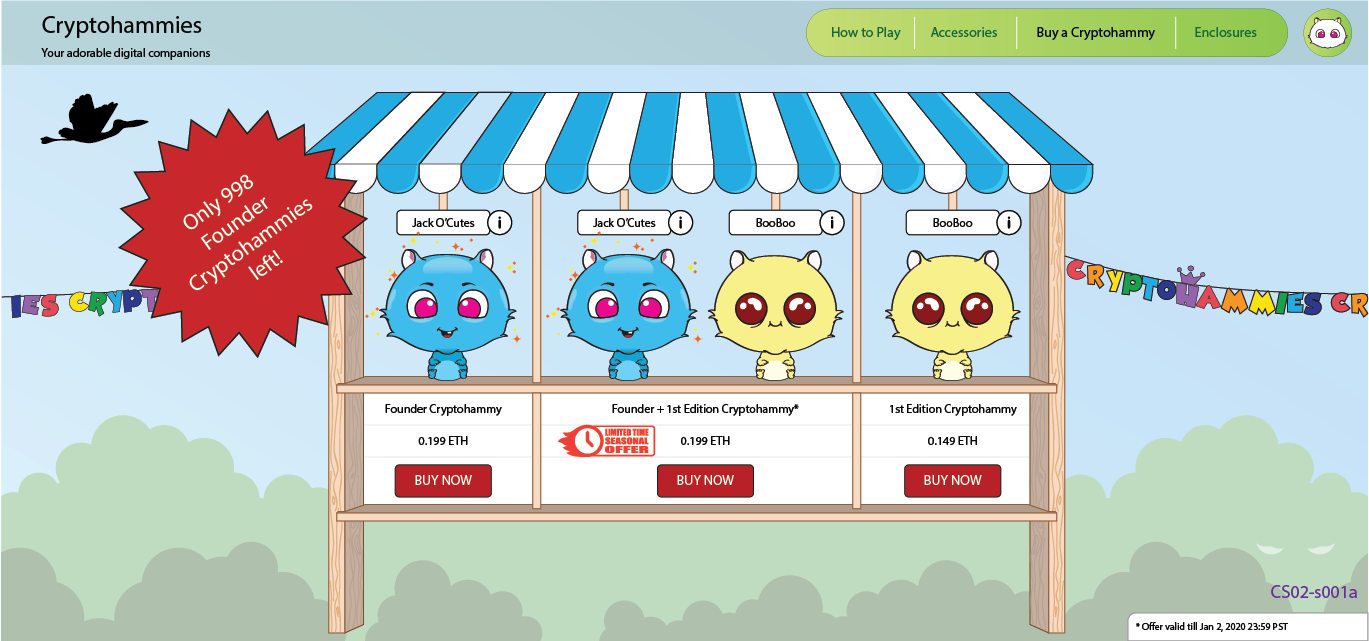 Cryptohammies
Your adorable digital companions
How to Play
Accessories
Buy a Cryptohammy
Enclosures
Only 998
Founder
Cryptohammies
left!
Jack O'Cutes
i
Jack O'Cutes
i
BooBoo
i
BooBoo
i
IES CRYPT
CRYPTOHAMMIES CR
Founder Cryptohammy
0.199 ETH
BUY NOW
Founder + 1st Edition Cryptohammy*
LIMITED TIME
SEASONAL
OFFER
0.199 ETH
BUY NOW
1st Edition Cryptohammy
0.149 ETH
BUY NOW
CS02-s001a
* Offer valid till Jan 2, 2020 23:59 PST